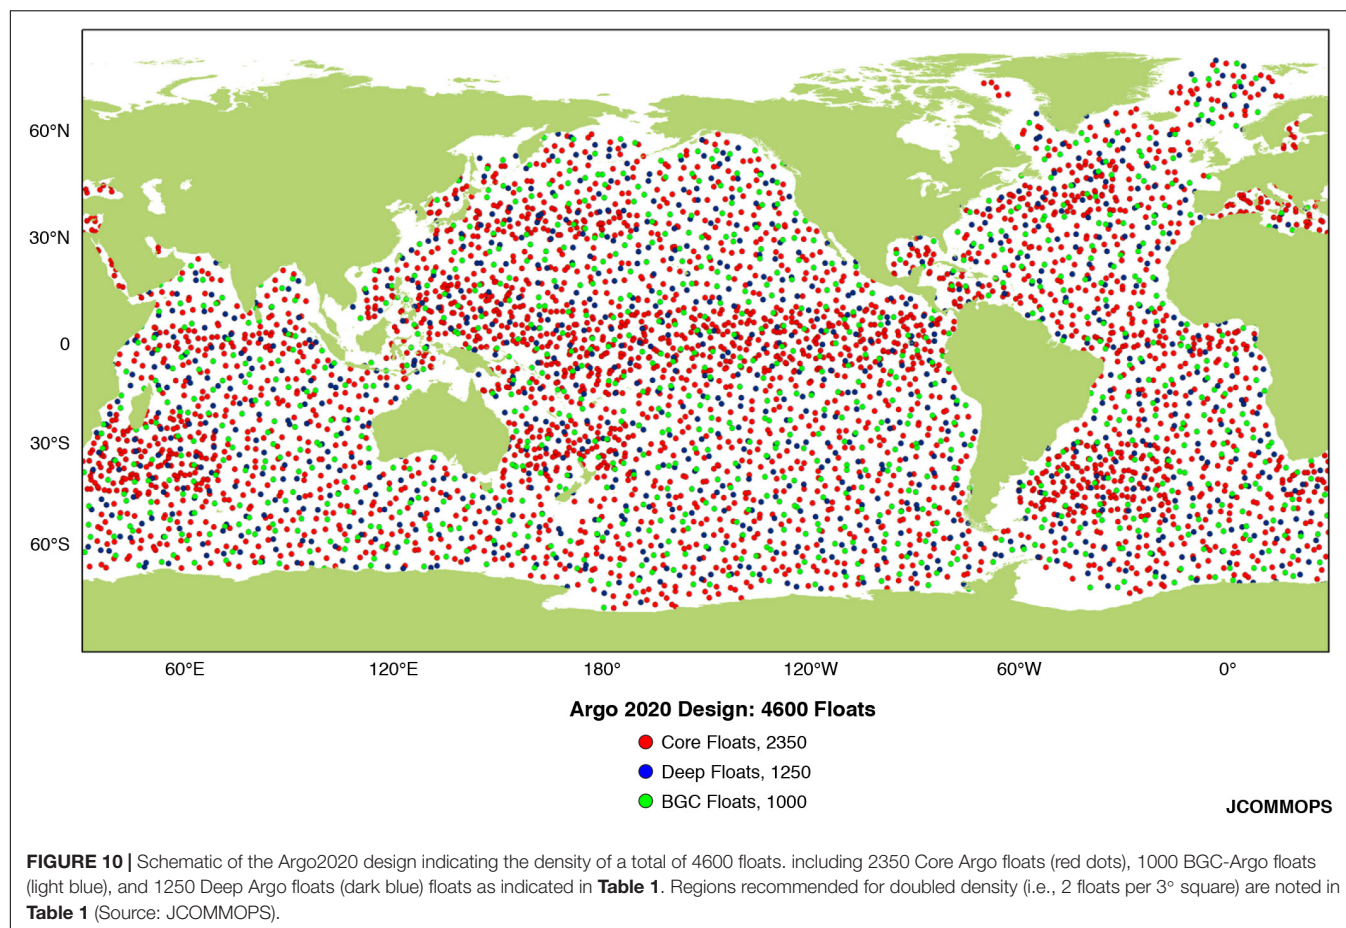 60°N
30°N
0
30°S
60°S
60°E 120°E 180° 120°W 60°W 0°
Argo 2020 Design: 4600 Floats
Core Floats, 2350
Deep Floats, 1250
BGC Floats, 1000
JCOMMOPS
FIGURE 10 | Schematic of the Argo2020 design indicating the density of a total of 4600 floats. including 2350 Core Argo floats (red dots), 1000 BGC-Argo floats
(light blue), and 1250 Deep Argo floats (dark blue) floats as indicated in Table 1. Regions recommended for doubled density (i.e., 2 floats per 3° square) are noted in
Table 1 (Source: JCOMMOPS).